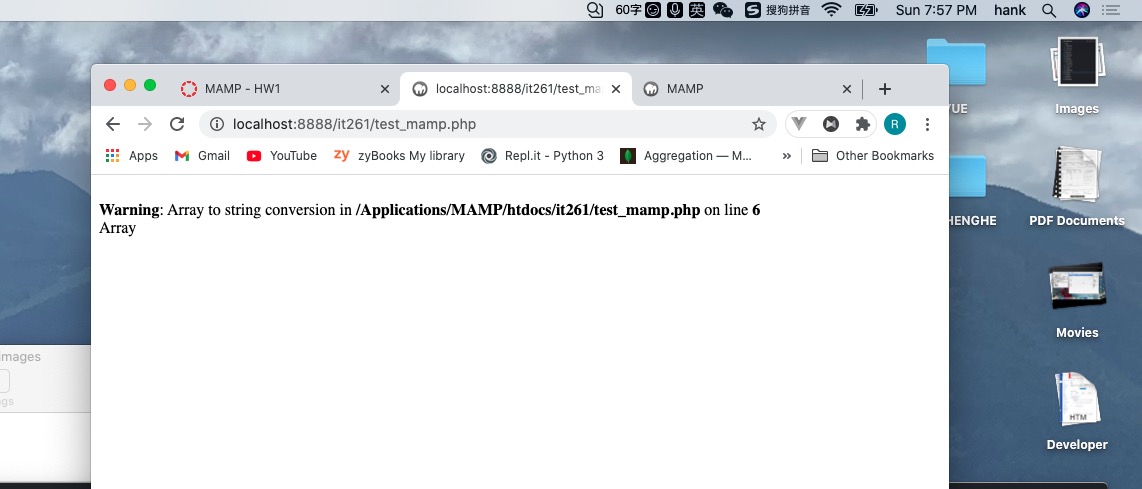 60字 英 搜狗拼音 Sun 7:57 PM hank
MAMP - HW1
localhost:8888/it261/test_ma
MAMP
localhost:8888/it261/test_mamp.php
R
Apps Gmail YouTube zyBooks My library Repl.it - Python 3 Aggregation — M... » Other Bookmarks
Warning: Array to string conversion in /Applications/MAMP/htdocs/it261/test_mamp.php on line 6
Array
VUE
Images
HENGHE
PDF Documents
Movies
HTM
Developer
mages
gs